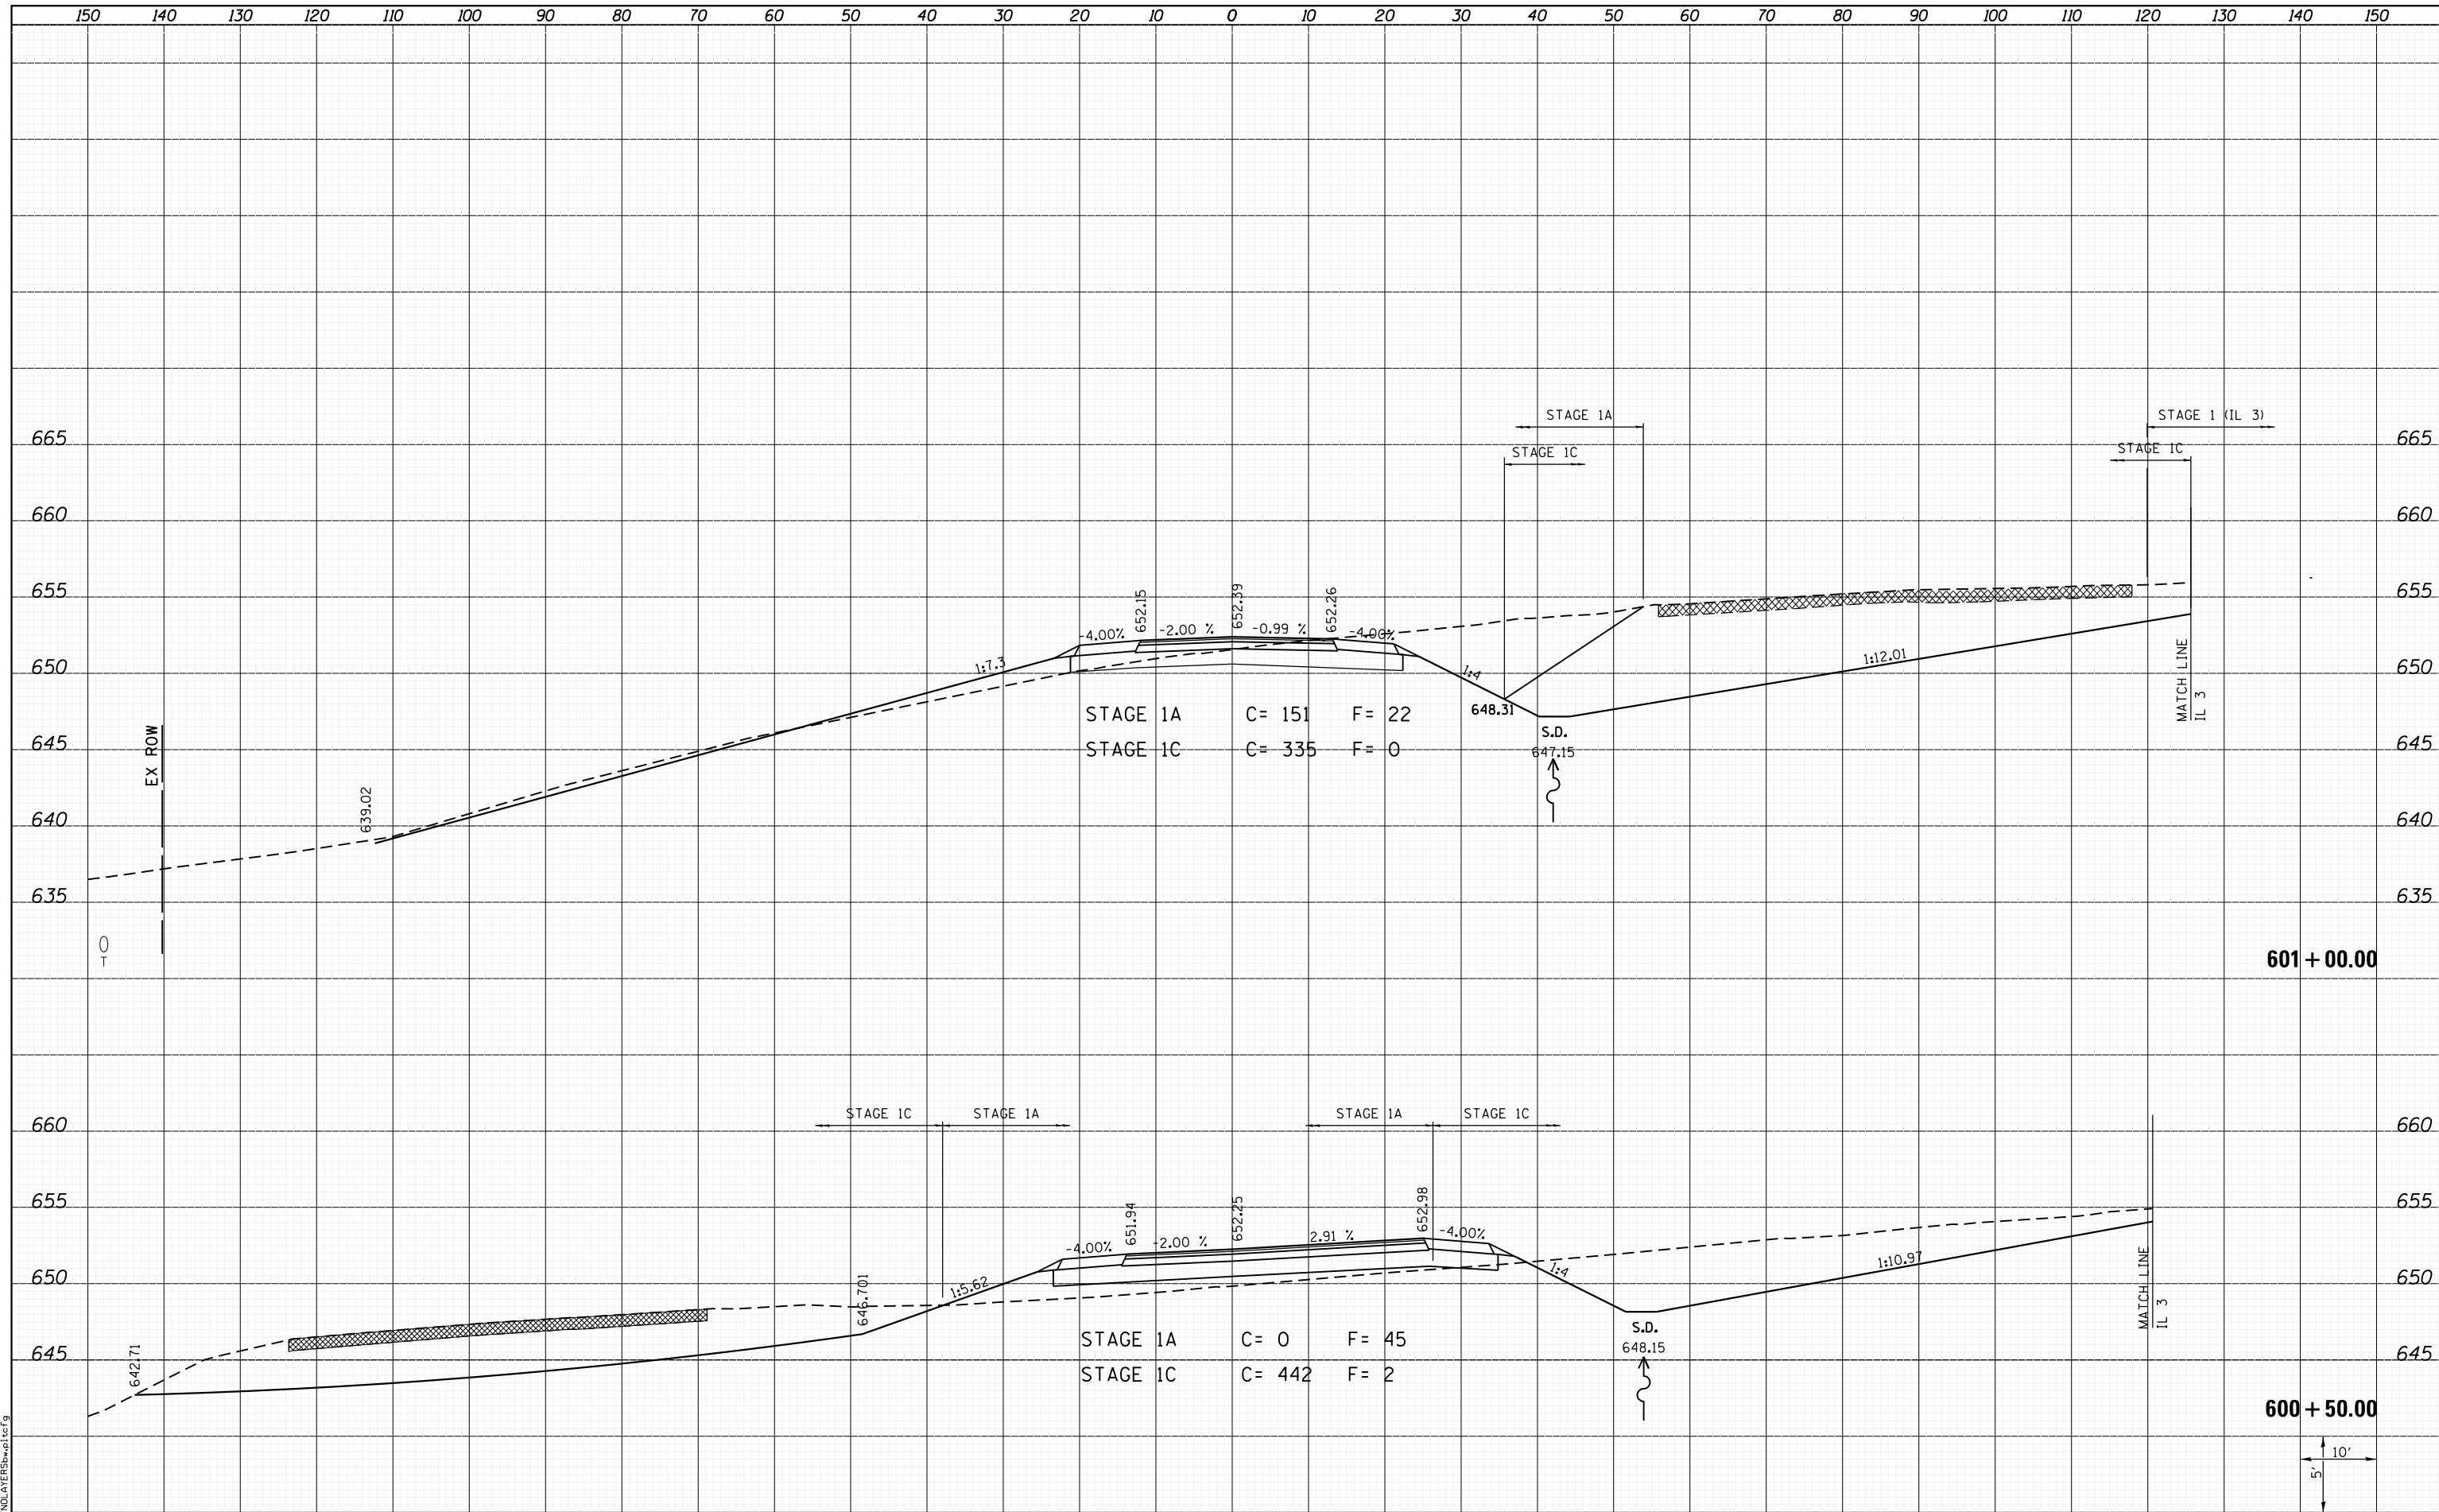 150 140 130 120 110 100 90 80 70 60 50 40 30 20 10 0 10 20 30 40 50 60 70 80 90 100 110 120 130 140 150
STAGE 1A
STAGE 1 (IL 3)
665 665
STAGE 1C
STAGE 1C
660 660
655 655
652.15
652.39
652.26
-4.00% -2.00 % -0.99 % -4.00%
650 650
1:7.3
1:4
1:12.01
MATCH LINE
IL 3
648.31
STAGE 1A C= 151 F= 22
STAGE 1C C= 335 F= 0
S.D.
647.15
645 645
EX ROW
639.02
640 640
635 635
T
601+00.00
STAGE 1C STAGE 1A STAGE 1A STAGE 1C
660 660
655 655
651.94
652.25
652.98
-4.00% -2.00 % 2.91 % -4.00%
650 650
1:5.62
1:4
1:10.97
646.701
MATCH LINE
IL 3
S.D.
648.15
STAGE 1A C= 0 F= 45
STAGE 1C C= 442 F= 2
645 645
642.71
600+50.00
10'
5'
NOLAYERSbw.pltcfg